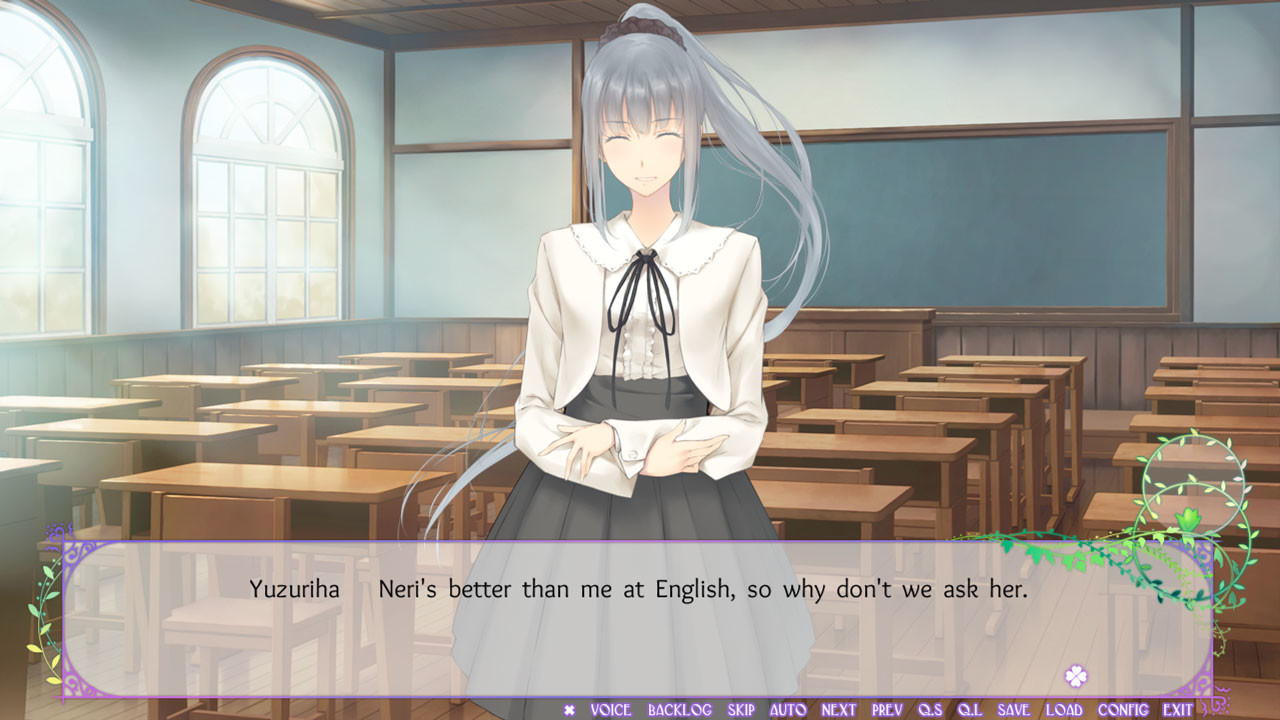 Yuzuriha Neri's better than me at English, so why don't we ask her.
VOICE BACKLOG SKIP AUTO NEXT PREV Q.S Q.L SAVE LOAD CONFIG EXIT